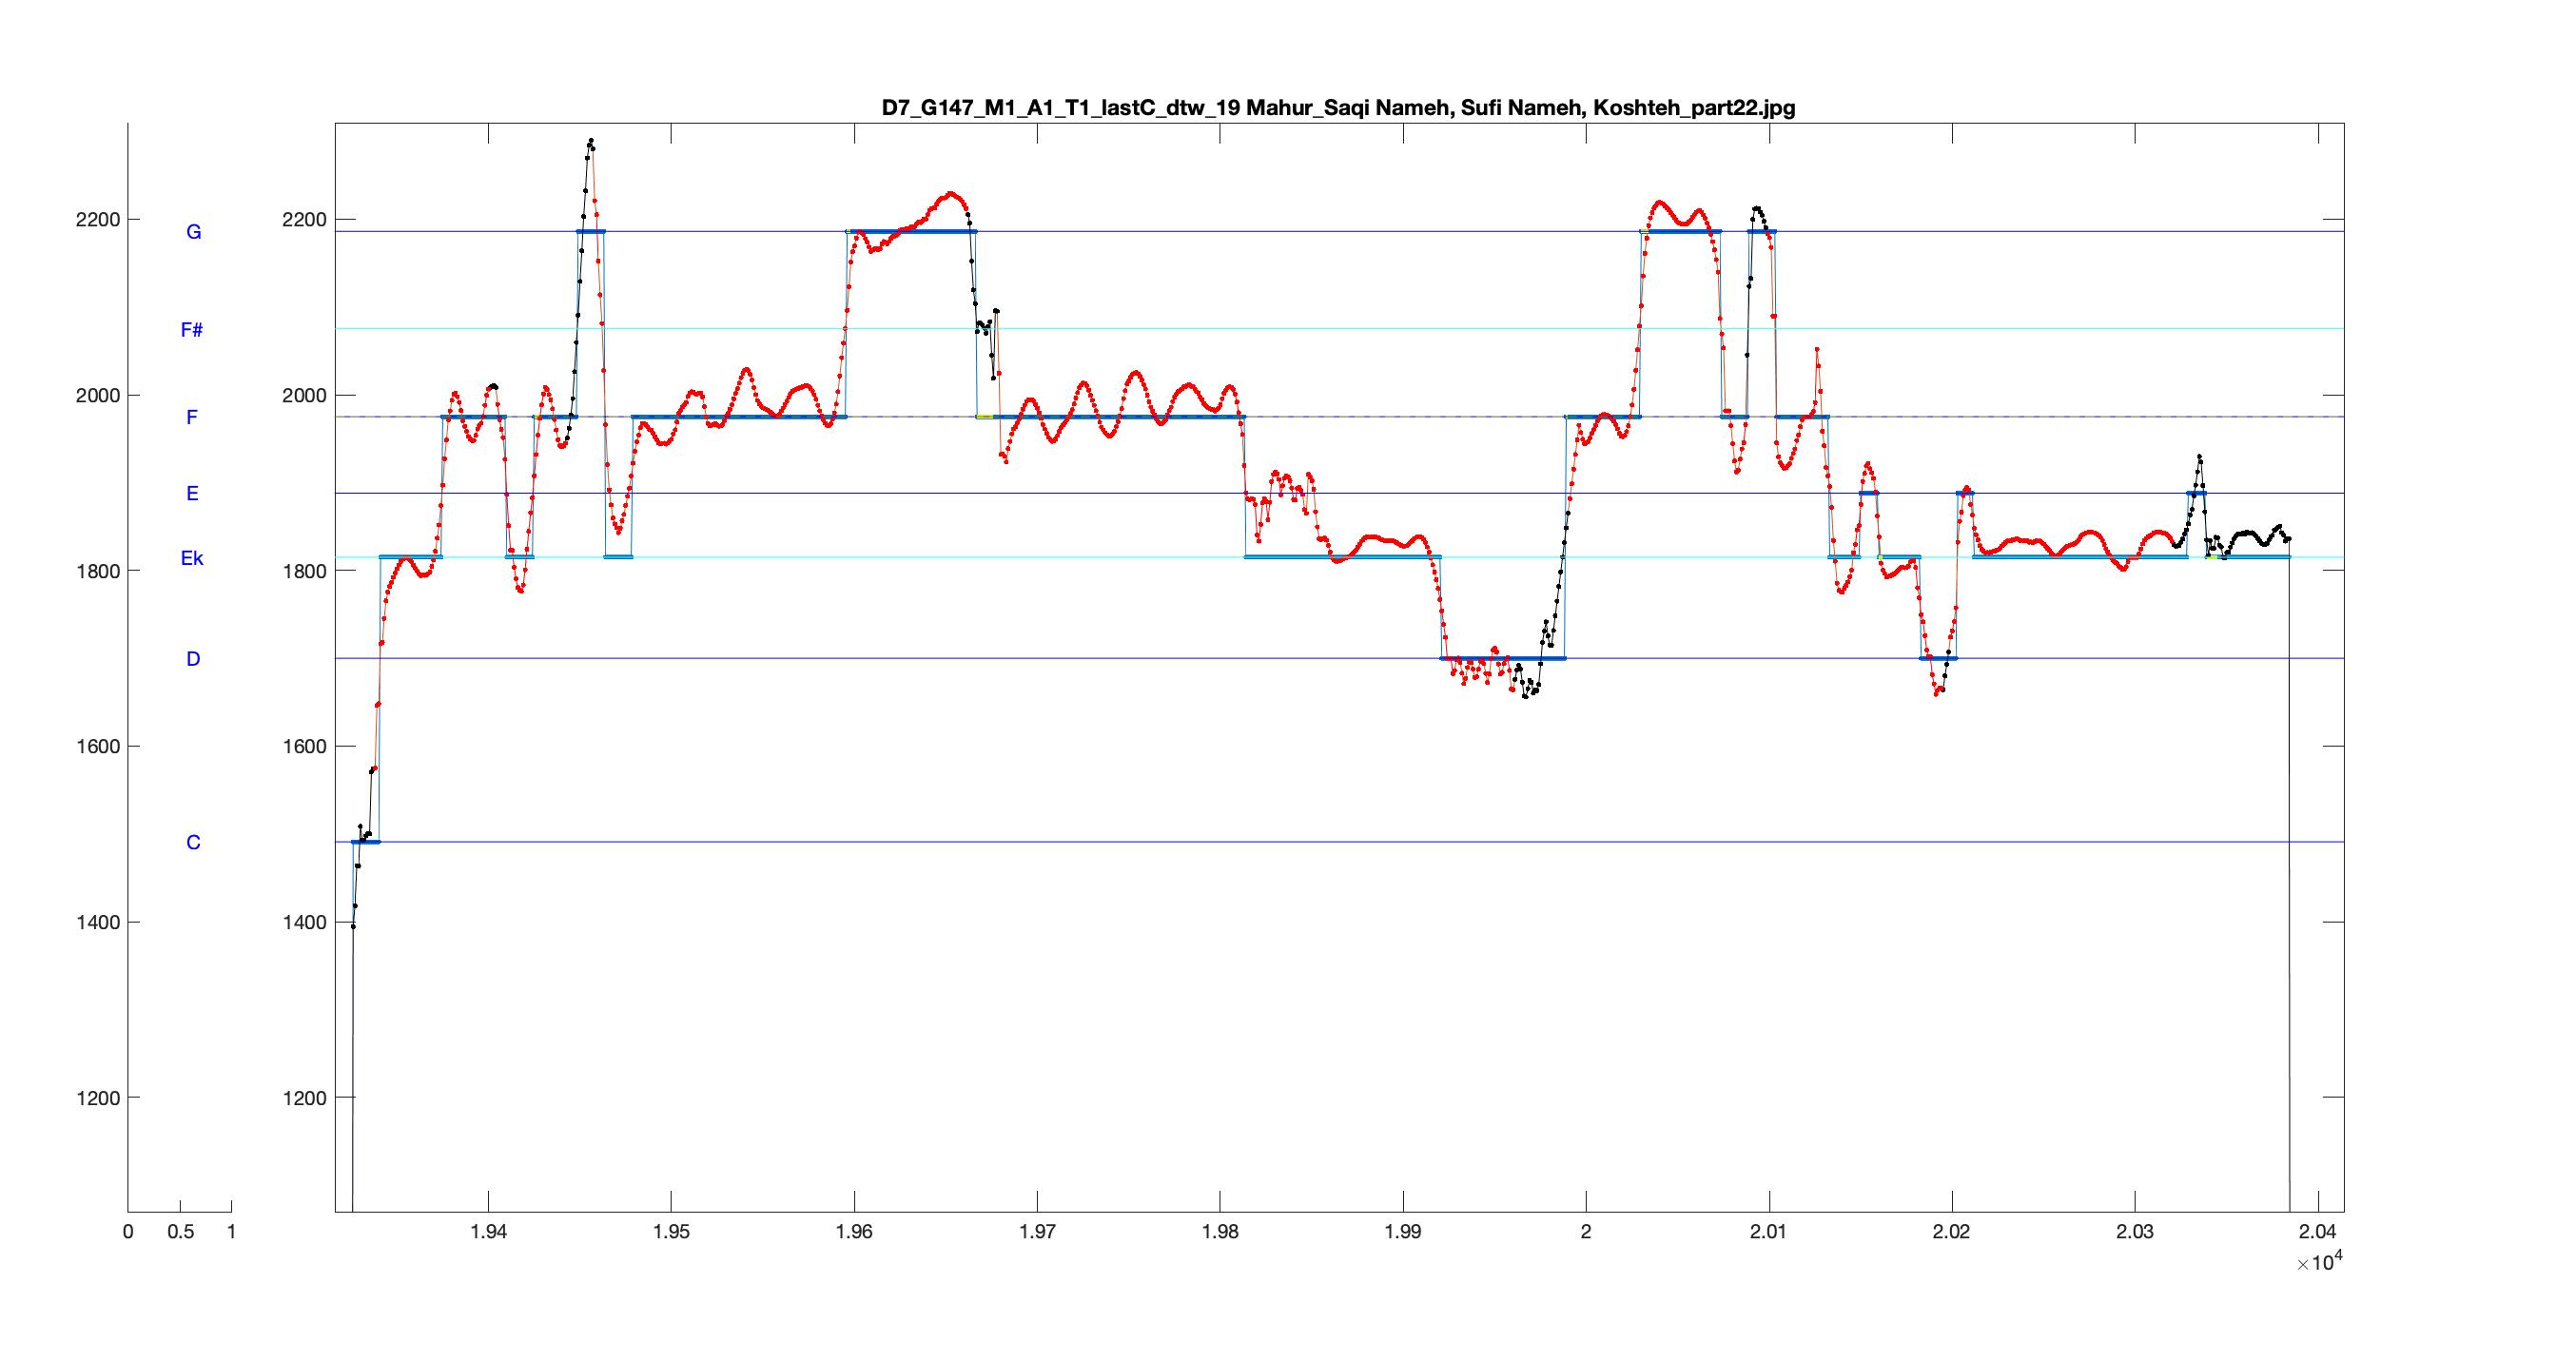 D7_G147_M1_A1_T1_lastC_dtw_19 Mahur_Saqi Nameh, Sufi Nameh, Koshteh_part22.jpg
2200 G 2200
F#
2000 2000
F
E
Ek
1800 1800
D
1600 1600
C
1400 1400
1200 1200
0 0.5 1 1.94 1.95 1.96 1.97 1.98 1.99 2 2.01 2.02 2.03 2.04
×10⁴